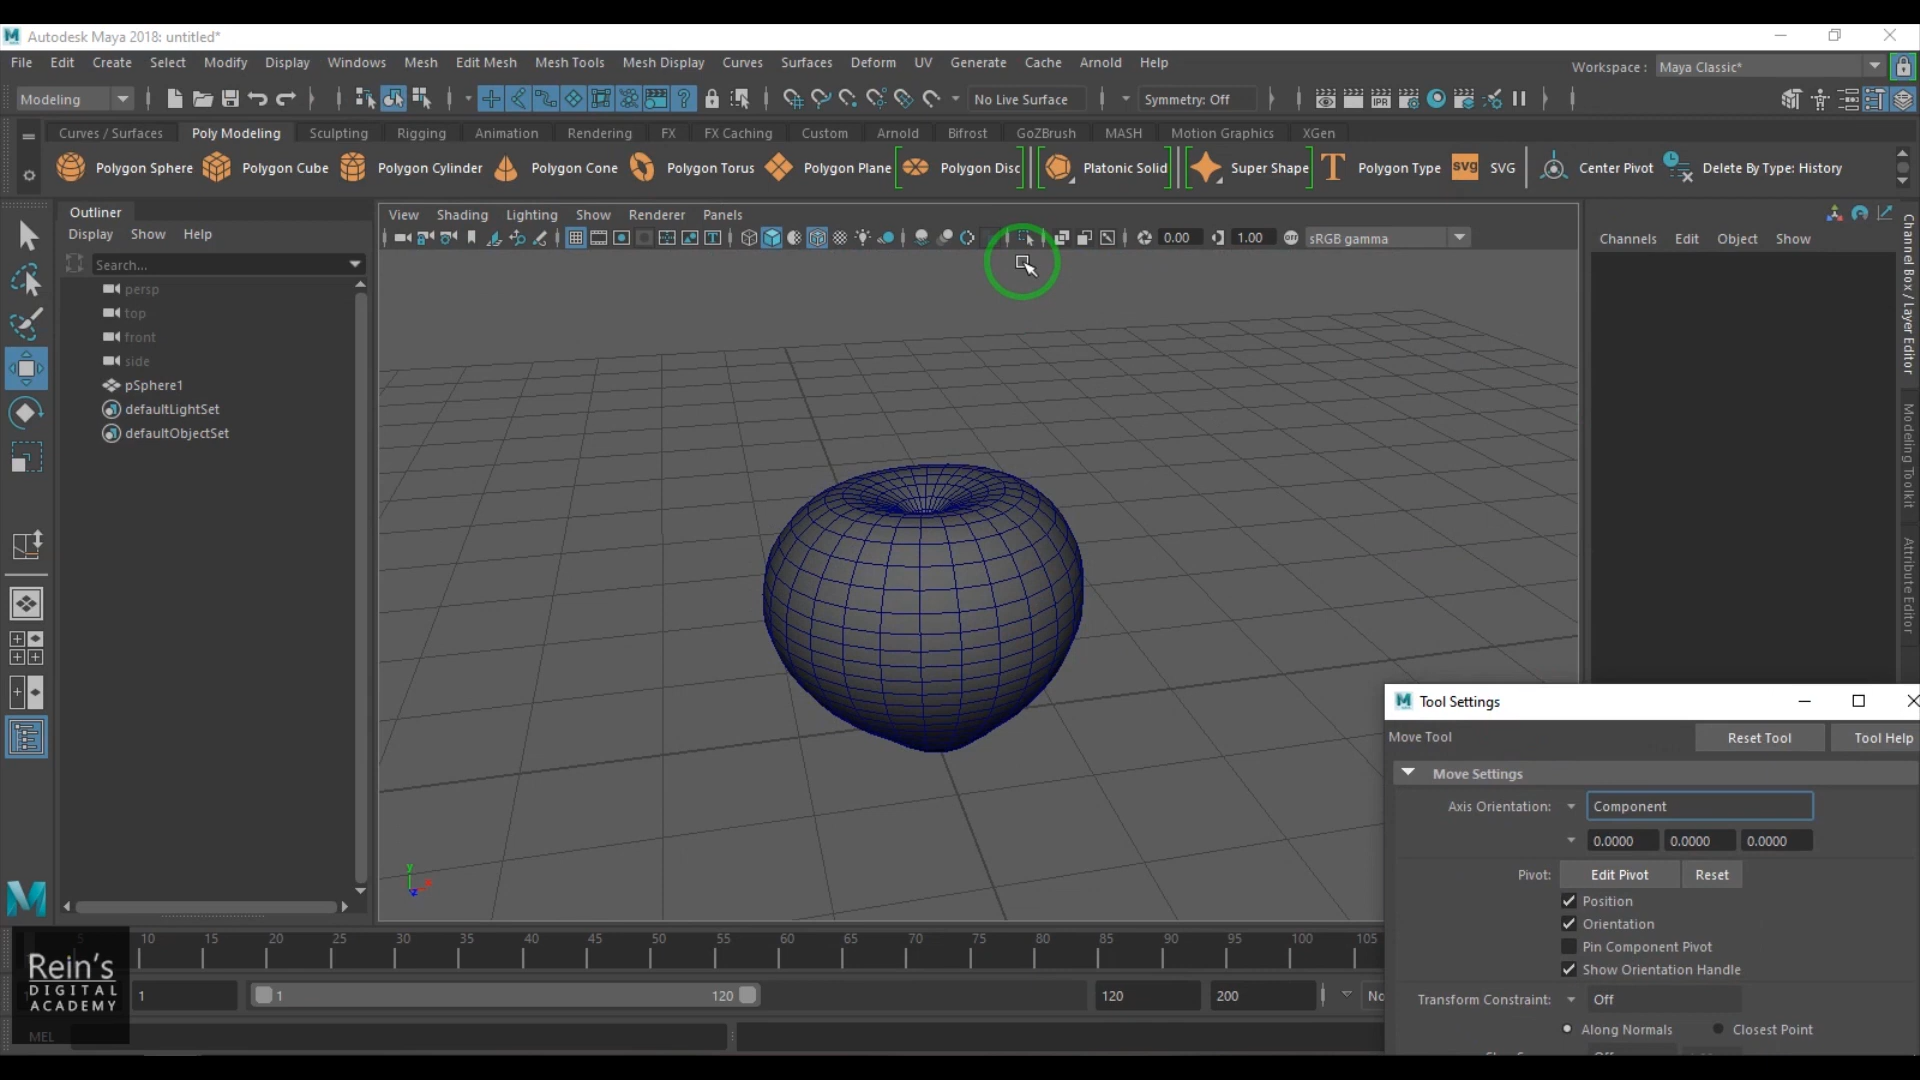 Autodesk Maya 2018: untitled*
File Edit Create Select Modify Display Windows Mesh Edit Mesh Mesh Tools Mesh Display Curves Surfaces Deform UV Generate Cache Arnold Help
Workspace : Maya Classic*
Modeling No Live Surface Symmetry: Off
IPR
Curves / Surfaces Poly Modeling Sculpting Rigging Animation Rendering FX FX Caching Custom Arnold Bifrost GoZBrush MASH Motion Graphics XGen
Polygon Sphere Polygon Cube Polygon Cylinder Polygon Cone Polygon Torus Polygon Plane Polygon Disc Platonic Solid Super Shape Polygon Type svg SVG Center Pivot Delete By Type: History
Outliner
Display Show Help
Search...
persp
top
front
side
pSphere1
defaultLightSet
defaultObjectSet
View Shading Lighting Show Renderer Panels
0.00 1.00 sRGB gamma
Channels Edit Object Show
Channel Box / Layer Editor
Modeling Toolkit
Attribute Editor
y
Tool Settings
Move Tool Reset Tool Tool Help
Move Settings
Axis Orientation: Component
0.0000 0.0000 0.0000
Pivot: Edit Pivot Reset
Position
Orientation
Pin Component Pivot
Show Orientation Handle
Transform Constraint: Off
Along Normals Closest Point
5 10 15 20 25 30 35 40 45 50 55 60 65 70 75 80 85 90 95 100 105
1 1 120 120 200
MEL
Rein's
DIGITAL
ACADEMY